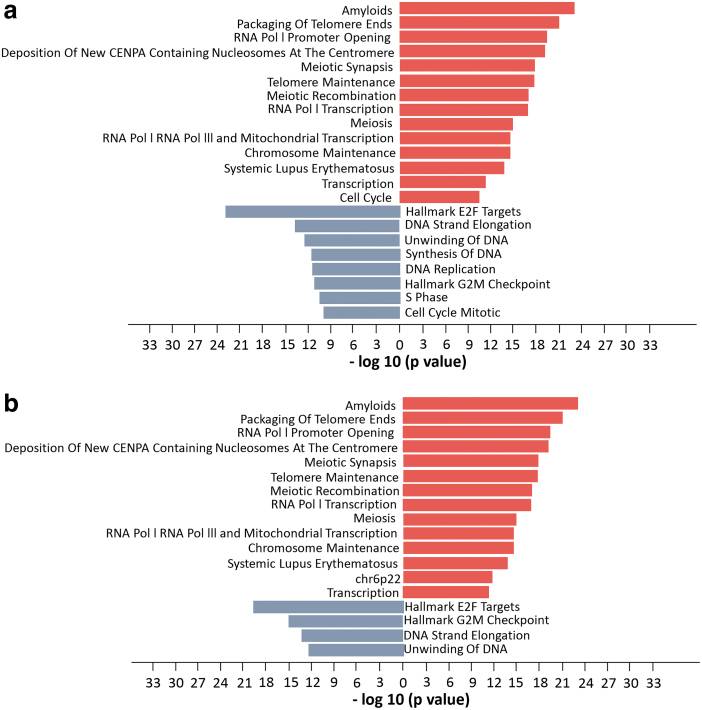 a
Amyloids
Packaging Of Telomere Ends
RNA Pol l Promoter Opening
Deposition Of New CENPA Containing Nucleosomes At The Centromere
Meiotic Synapsis
Telomere Maintenance
Meiotic Recombination
RNA Pol l Transcription
Meiosis
RNA Pol l RNA Pol lll and Mitochondrial Transcription
Chromosome Maintenance
Systemic Lupus Erythematosus
Transcription
Cell Cycle
Hallmark E2F Targets
DNA Strand Elongation
Unwinding Of DNA
Synthesis Of DNA
DNA Replication
Hallmark G2M Checkpoint
S Phase
Cell Cycle Mitotic
33 30 27 24 21 18 15 12 9 6 3 0 3 6 9 12 15 18 21 24 27 30 33
- log 10 (p value)
b
Amyloids
Packaging Of Telomere Ends
RNA Pol l Promoter Opening
Deposition Of New CENPA Containing Nucleosomes At The Centromere
Meiotic Synapsis
Telomere Maintenance
Meiotic Recombination
RNA Pol l Transcription
Meiosis
RNA Pol l RNA Pol lll and Mitochondrial Transcription
Chromosome Maintenance
Systemic Lupus Erythematosus
chr6p22
Transcription
Hallmark E2F Targets
Hallmark G2M Checkpoint
DNA Strand Elongation
Unwinding Of DNA
33 30 27 24 21 18 15 12 9 6 3 0 3 6 9 12 15 18 21 24 27 30 33
- log 10 (p value)